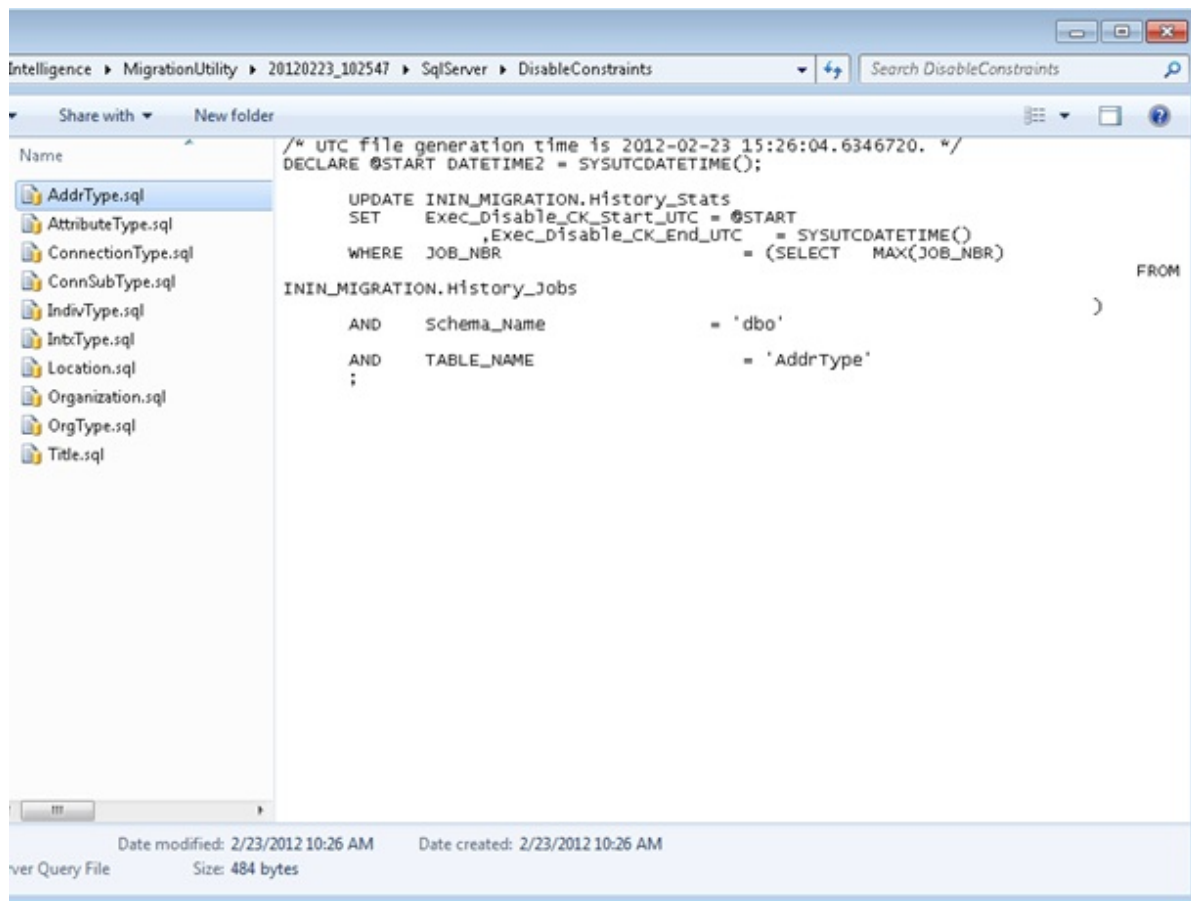 Intelligence ▸ MigrationUtility ▸ 20120223_102547 ▸ SqlServer ▸ DisableConstraints
Search DisableConstraints
Share with
New folder
Name
AddrType.sql
AttributeType.sql
ConnectionType.sql
ConnSubType.sql
IndivType.sql
IntxType.sql
Location.sql
Organization.sql
OrgType.sql
Title.sql
/* UTC file generation time is 2012-02-23 15:26:04.6346720. */
DECLARE @START DATETIME2 = SYSUTCDATETIME();
UPDATE ININ_MIGRATION.History_Stats
SET Exec_Disable_CK_Start_UTC = @START
,Exec_Disable_CK_End_UTC = SYSUTCDATETIME()
WHERE JOB_NBR = (SELECT MAX(JOB_NBR)
FROM
ININ_MIGRATION.History_Jobs
)
AND Schema_Name = 'dbo'
AND TABLE_NAME = 'AddrType'
;
Date modified: 2/23/2012 10:26 AM Date created: 2/23/2012 10:26 AM
ver Query File Size: 484 bytes